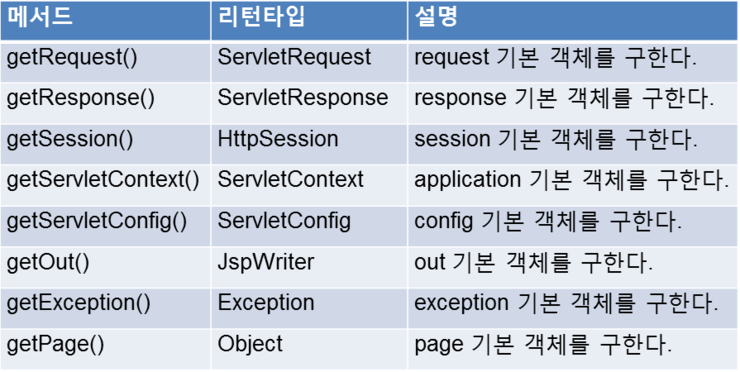 메서드 리턴타입 설명
getRequest() ServletRequest request 기본 객체를 구한다.
getResponse() ServletResponse response 기본 객체를 구한다.
getSession() HttpSession session 기본 객체를 구한다.
getServletContext() ServletContext application 기본 객체를 구한다.
getServletConfig() ServletConfig config 기본 객체를 구한다.
getOut() JspWriter out 기본 객체를 구한다.
getException() Exception exception 기본 객체를 구한다.
getPage() Object page 기본 객체를 구한다.